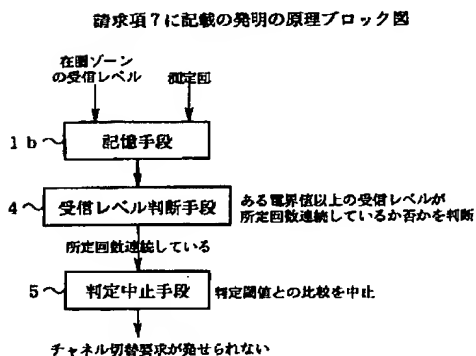 請求項7に記載の発明の原理ブロック図
在圏ゾーン
の受信レベル
測定回
1b
記憶手段
4
受信レベル判断手段
ある電界値以上の受信レベルが
所定回数連続しているか否かを判断
所定回数連続している
5
判定中止手段
判定閾値との比較を中止
チャネル切替要求が発せられない